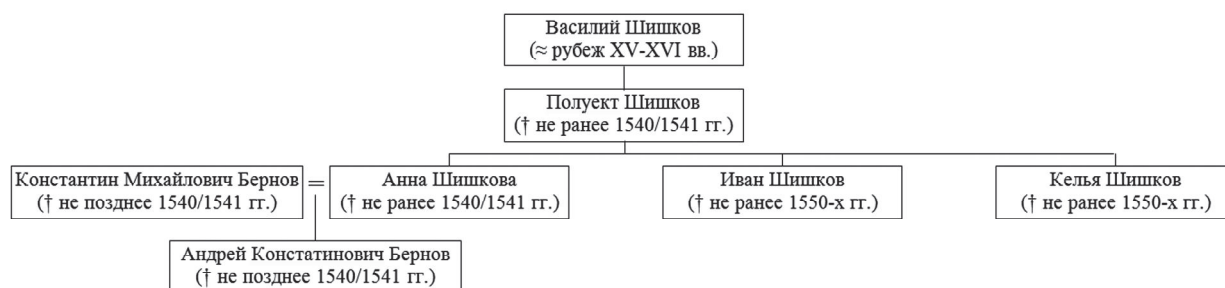 Василий Шишков
(≈ рубеж XV-XVI вв.)
Полуект Шишков
(† не ранее 1540/1541 гг.)
Константин Михайлович Бернов
(† не позднее 1540/1541 гг.)
=
Анна Шишкова
(† не ранее 1540/1541 гг.)
Иван Шишков
(† не ранее 1550-х гг.)
Келья Шишков
(† не ранее 1550-х гг.)
Андрей Констатинович Бернов
(† не позднее 1540/1541 гг.)